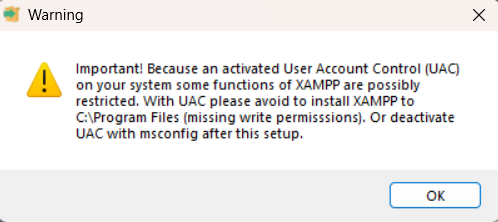 Warning
Important! Because an activated User Account Control (UAC)
on your system some functions of XAMPP are possibly
restricted. With UAC please avoid to install XAMPP to
C:\Program Files (missing write permisssions). Or deactivate
UAC with msconfig after this setup.
OK